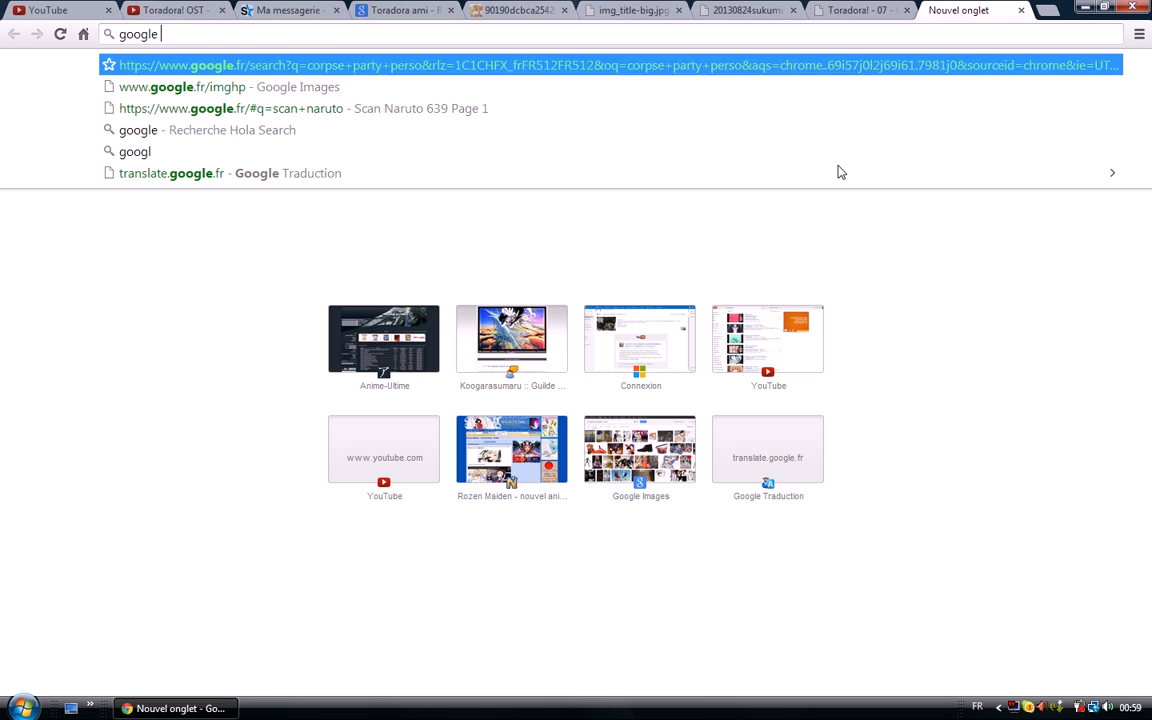 YouTube
Toradora! OST -
Ma messagerie -
Toradora ami - R
90190dcbca2542
img_title-big.jpg
20130824sukum
Toradora! - 07 -
Nouvel onglet
google
https://www.google.fr/search?q=corpse+party+perso&rlz=1C1CHFX_frFR512FR512&oq=corpse+party+perso&aqs=chrome..69i57j0l2j69i61.7981j0&sourceid=chrome&ie=UT...
www.google.fr/imghp - Google Images
https://www.google.fr/#q=scan+naruto - Scan Naruto 639 Page 1
google - Recherche Hola Search
googl
translate.google.fr - Google Traduction
Anime-Ultime
Koogarasumaru :: Guilde ...
Connexion
YouTube
www.youtube.com
translate.google.fr
YouTube
Rozen Maiden - nouvel ani...
Google Images
Google Traduction
Nouvel onglet - Go...
FR
00:59